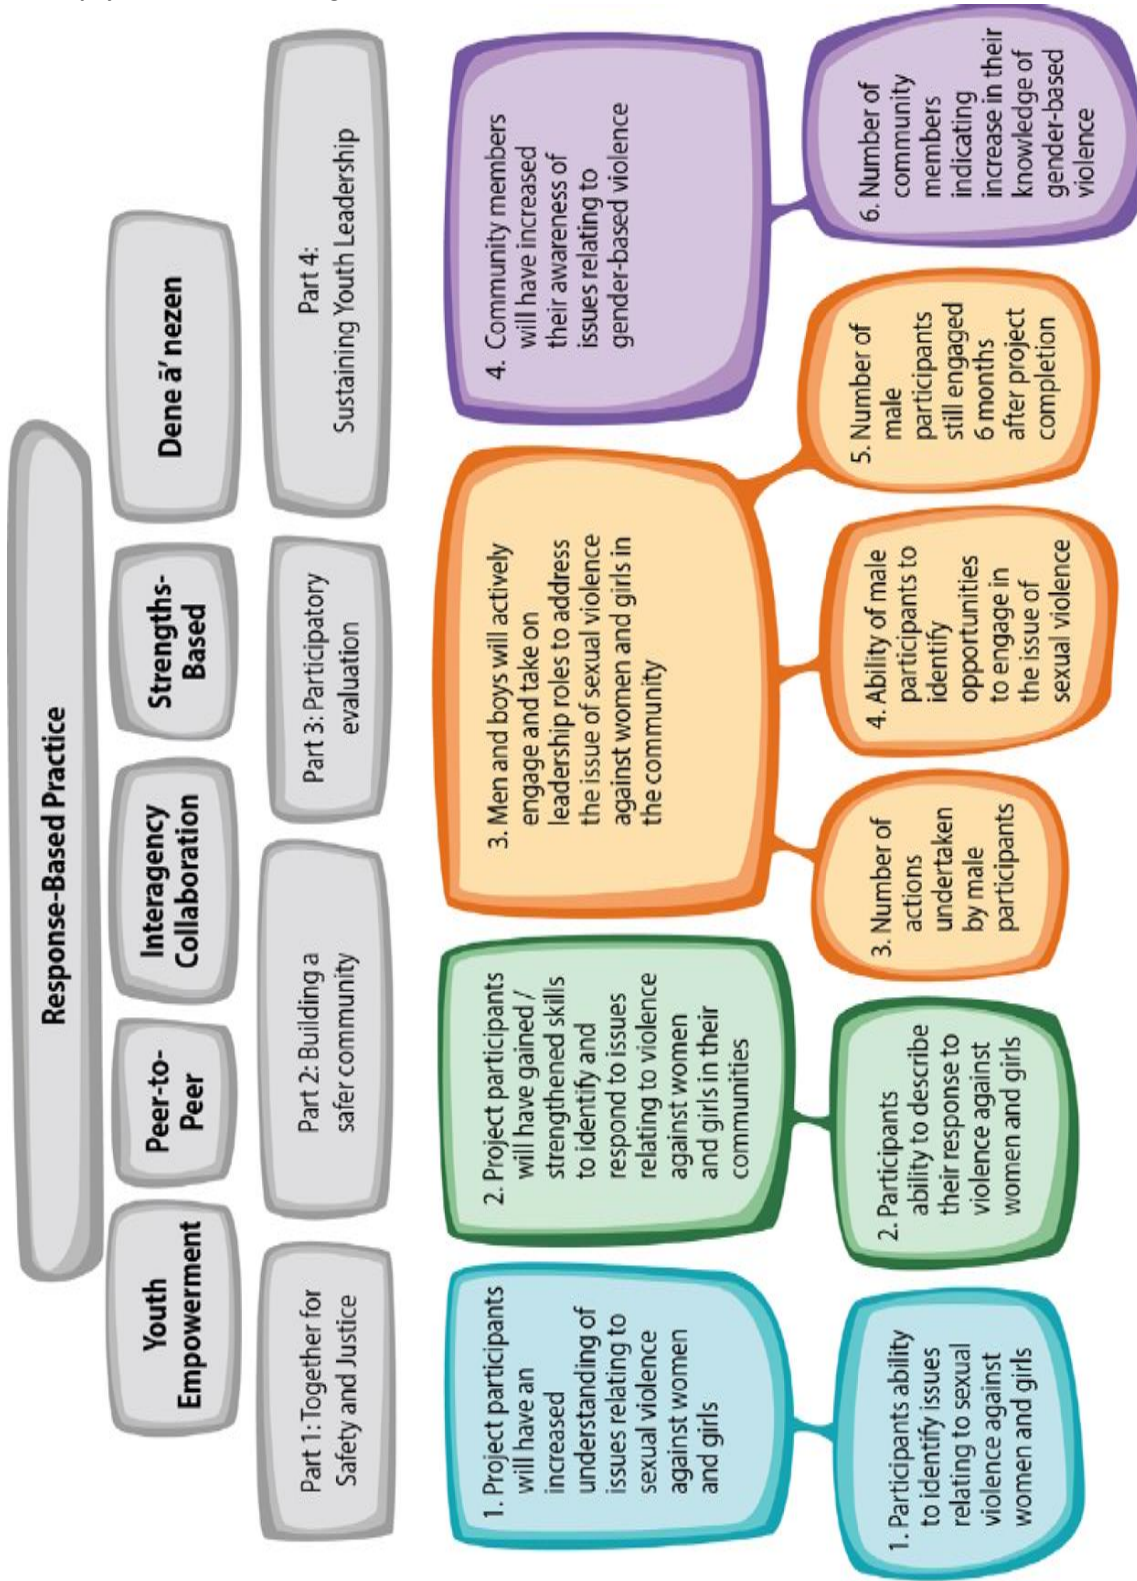 Response-Based Practice
Youth
Empowerment
Peer-to-
Peer
Interagency
Collaboration
Strengths-
Based
Dene ā' nezen
Part 1: Together for
Safety and Justice
Part 2: Building a
safer community
Part 3: Participatory
evaluation
Part 4:
Sustaining Youth Leadership
1. Project participants
will have an
increased
understanding of
issues relating to
sexual violence
against women
and girls
2. Project participants
will have gained /
strengthened skills
to identify and
respond to issues
relating to violence
against women
and girls in their
communities
3. Men and boys will actively
engage and take on
leadership roles to address
the issue of sexual violence
against women and girls in
the community
4. Community members
will have increased
their awareness of
issues relating to
gender-based violence
1. Participants ability
to identify issues
relating to sexual
violence against
women and girls
2. Participants
ability to describe
their response to
violence against
women and girls
3. Number of
actions
undertaken
by male
participants
4. Ability of male
participants to
identify
opportunities
to engage in
the issue of
sexual violence
5. Number of
male
participants
still engaged
6 months
after project
completion
6. Number of
community
members
indicating
increase in their
knowledge of
gender-based
violence